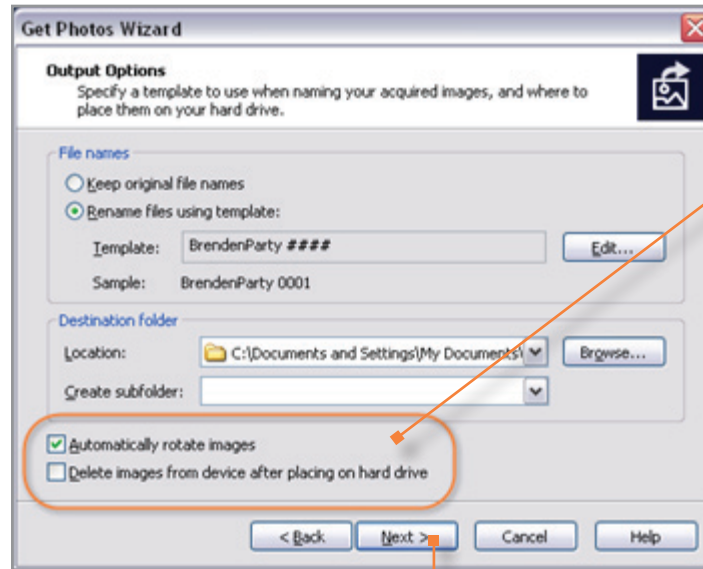 Get Photos Wizard
Output Options
Specify a template to use when naming your acquired images, and where to
place them on your hard drive.
File names
Keep original file names
Rename files using template:
Template: BrendenParty #### Edit...
Sample: BrendenParty 0001
Destination folder
Location: C:\Documents and Settings\My Documents\ Browse...
Create subfolder:
Automatically rotate images
Delete images from device after placing on hard drive
< Back Next > Cancel Help